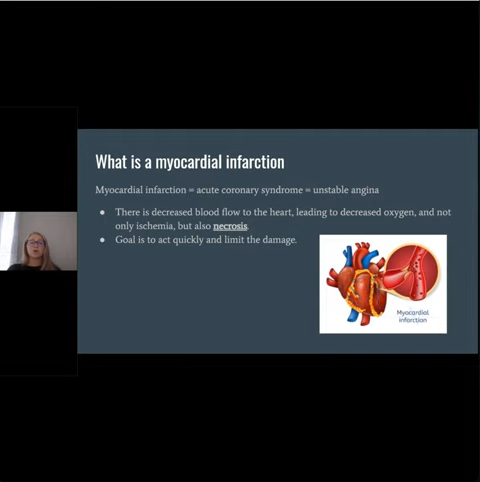 What is a myocardial infarction
Myocardial infarction = acute coronary syndrome = unstable angina
● There is decreased blood flow to the heart, leading to decreased oxygen, and not
only ischemia, but also necrosis.
● Goal is to act quickly and limit the damage.
Myocardial
infarction